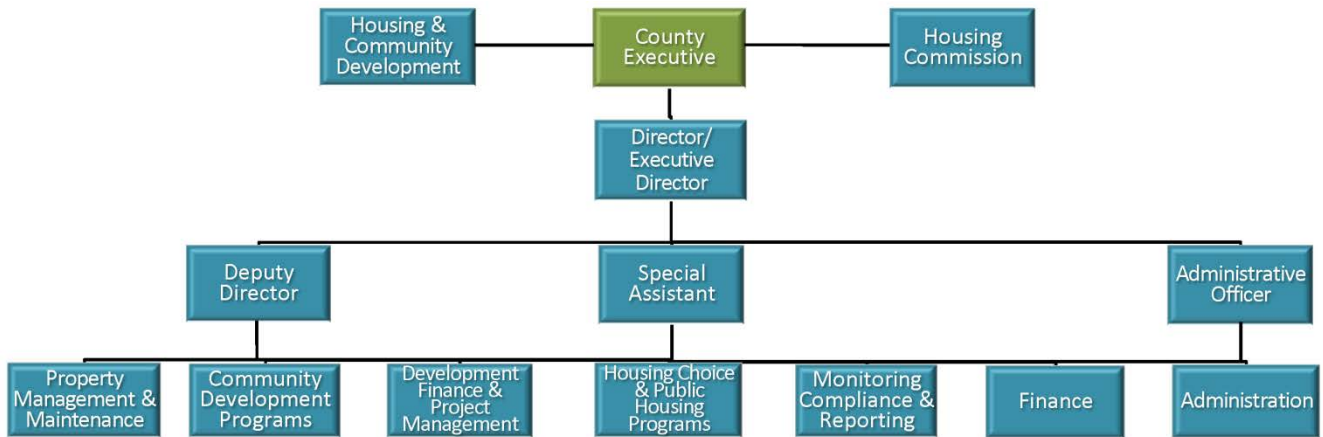 Housing &
Community
Development
County
Executive
Housing
Commission
Director/
Executive
Director
Deputy
Director
Special
Assistant
Administrative
Officer
Property
Management &
Maintenance
Community
Development
Programs
Development
Finance &
Project
Management
Housing Choice
& Public
Housing
Programs
Monitoring
Compliance &
Reporting
Finance
Administration